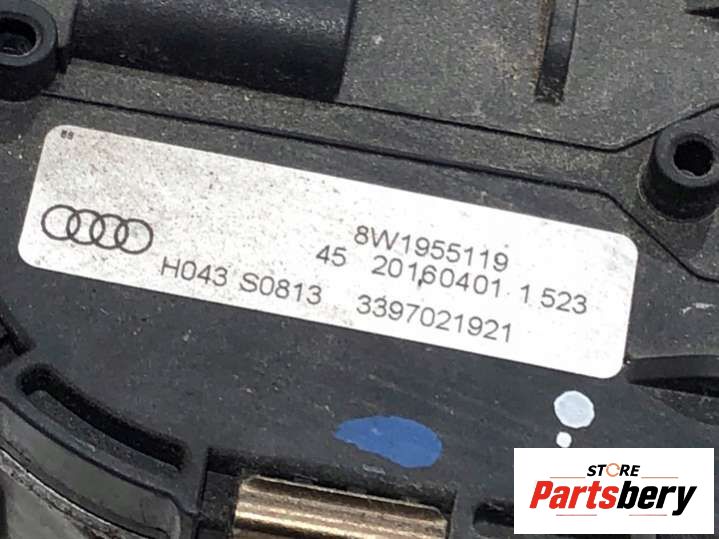 8W1955119
45 20160401 1 523
H043 S0813 3397021921
STORE
Partsbery